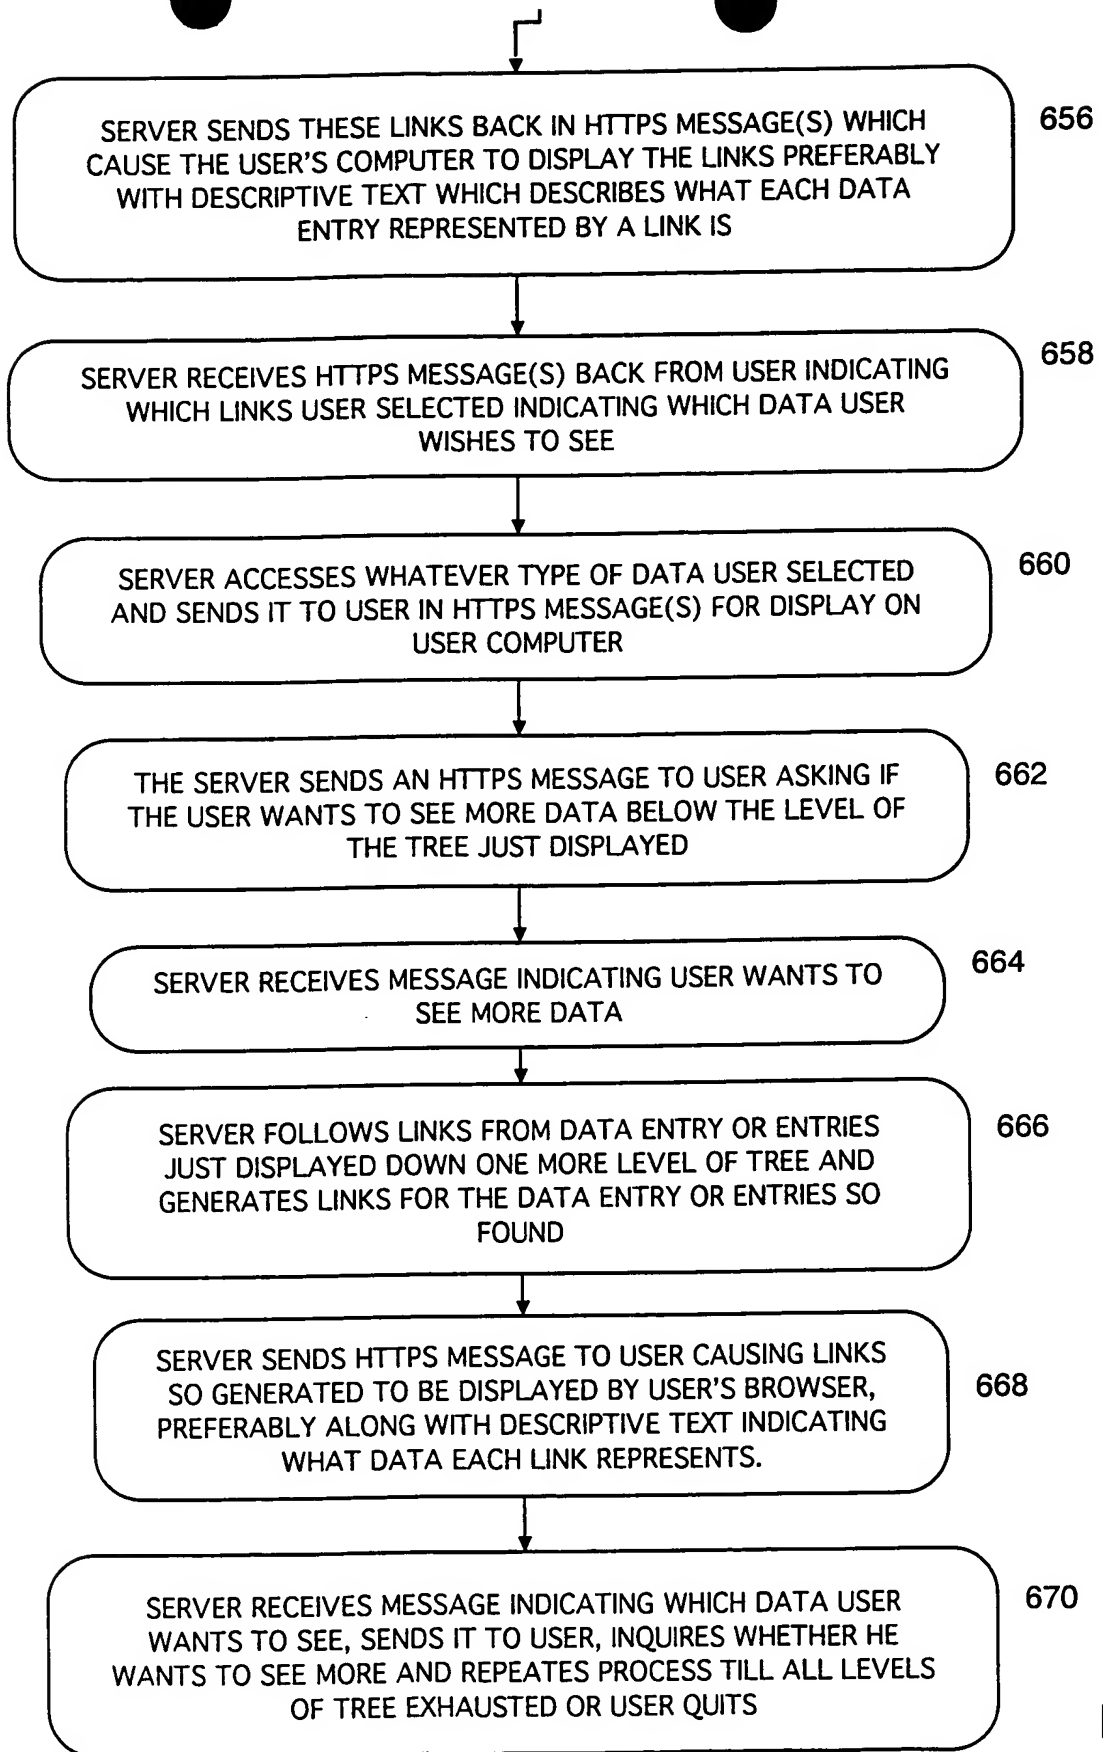 SERVER SENDS THESE LINKS BACK IN HTTPS MESSAGE(S) WHICH
CAUSE THE USER'S COMPUTER TO DISPLAY THE LINKS PREFERABLY
WITH DESCRIPTIVE TEXT WHICH DESCRIBES WHAT EACH DATA
ENTRY REPRESENTED BY A LINK IS
656
SERVER RECEIVES HTTPS MESSAGE(S) BACK FROM USER INDICATING
WHICH LINKS USER SELECTED INDICATING WHICH DATA USER
WISHES TO SEE
658
SERVER ACCESSES WHATEVER TYPE OF DATA USER SELECTED
AND SENDS IT TO USER IN HTTPS MESSAGE(S) FOR DISPLAY ON
USER COMPUTER
660
THE SERVER SENDS AN HTTPS MESSAGE TO USER ASKING IF
THE USER WANTS TO SEE MORE DATA BELOW THE LEVEL OF
THE TREE JUST DISPLAYED
662
SERVER RECEIVES MESSAGE INDICATING USER WANTS TO
SEE MORE DATA
664
SERVER FOLLOWS LINKS FROM DATA ENTRY OR ENTRIES
JUST DISPLAYED DOWN ONE MORE LEVEL OF TREE AND
GENERATES LINKS FOR THE DATA ENTRY OR ENTRIES SO
FOUND
666
SERVER SENDS HTTPS MESSAGE TO USER CAUSING LINKS
SO GENERATED TO BE DISPLAYED BY USER'S BROWSER,
PREFERABLY ALONG WITH DESCRIPTIVE TEXT INDICATING
WHAT DATA EACH LINK REPRESENTS.
668
SERVER RECEIVES MESSAGE INDICATING WHICH DATA USER
WANTS TO SEE, SENDS IT TO USER, INQUIRES WHETHER HE
WANTS TO SEE MORE AND REPEATS PROCESS TILL ALL LEVELS
OF TREE EXHAUSTED OR USER QUITS
670